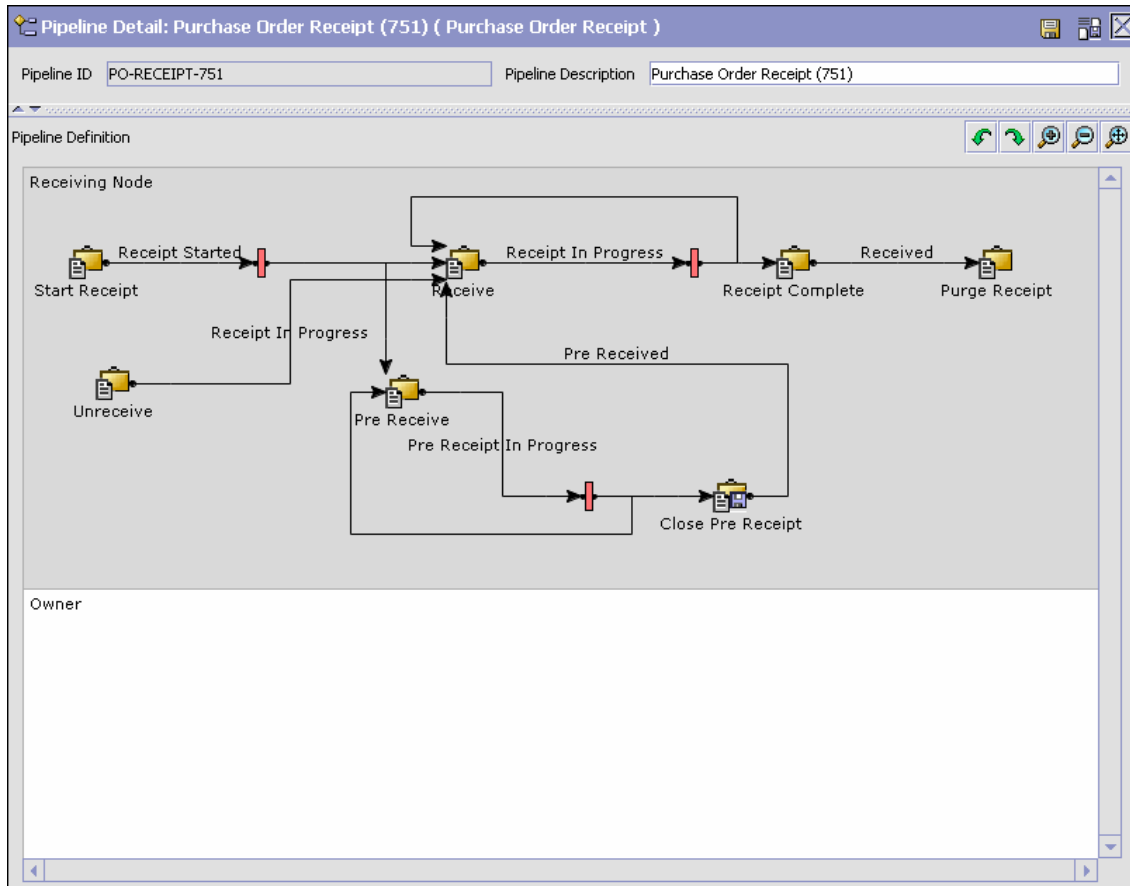 Pipeline Detail: Purchase Order Receipt (751) ( Purchase Order Receipt )
Pipeline ID PO-RECEIPT-751 Pipeline Description Purchase Order Receipt (751)
Pipeline Definition
Receiving Node
Receipt Started Receipt In Progress Received
Start Receipt Receive Receipt Complete Purge Receipt
Receipt In Progress
Pre Received
Unreceive
Pre Receive
Pre Receipt In Progress
Close Pre Receipt
Owner